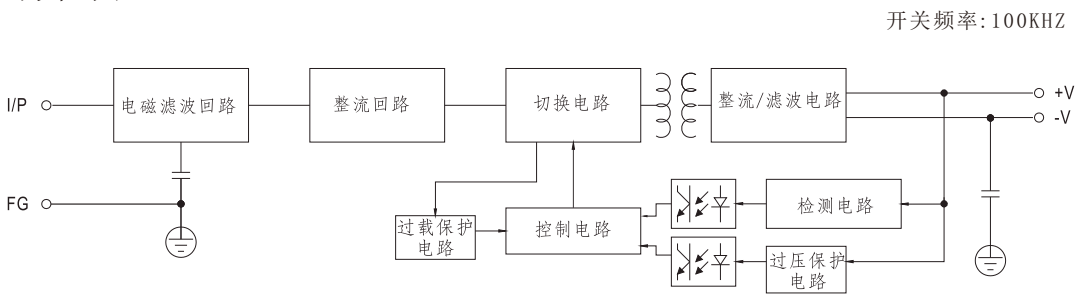 开关频率:100KHZ
I/P
电磁滤波回路
整流回路
切换电路
整流/滤波电路
+V
-V
FG
过载保护
电路
控制电路
检测电路
过压保护
电路